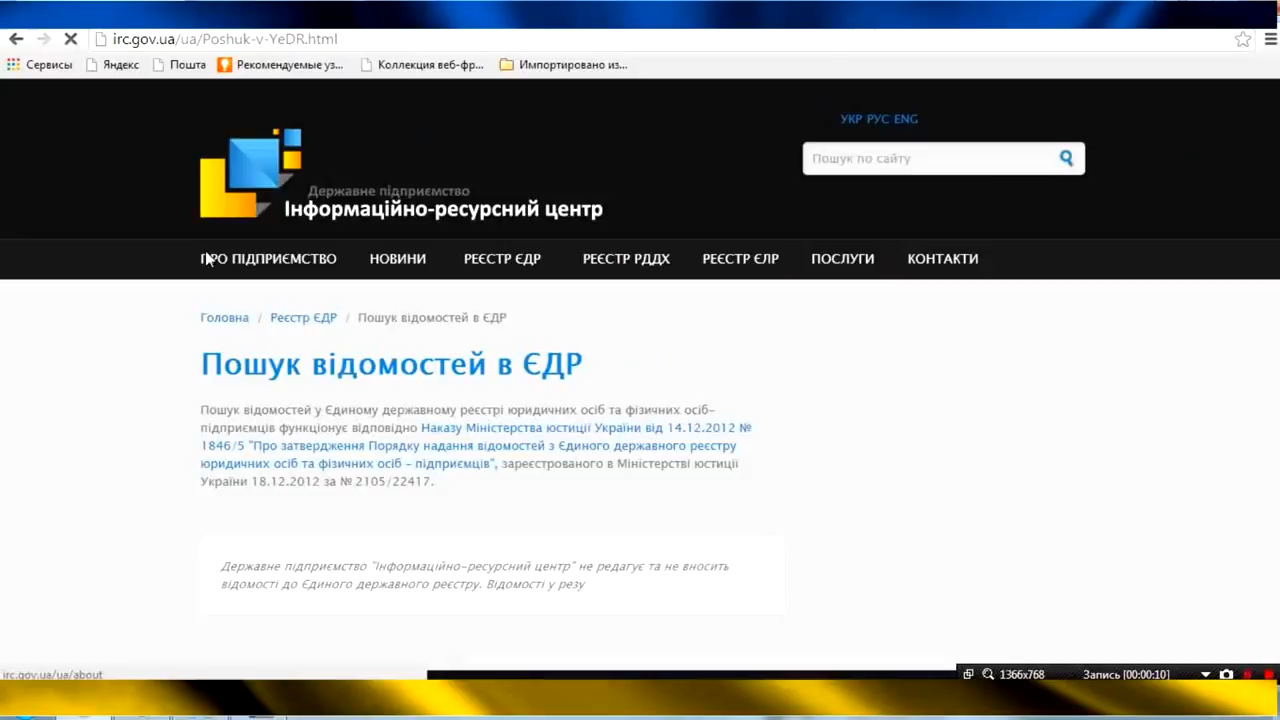 irc.gov.ua/ua/Poshuk-v-YeDR.html
Сервисы Яндекс Пошта Рекомендуемые уз... Коллекция веб-фр... Импортировано из...
УКР РУС ENG
Пошук по сайту
Державне підприємство
Інформаційно-ресурсний центр
ПРО ПІДПРИЄМСТВО НОВИНИ РЕЄСТР ЄДР РЕЄСТР РДДХ РЕЄСТР ЄЛР ПОСЛУГИ КОНТАКТИ
Головна / Реєстр ЄДР / Пошук відомостей в ЄДР
Пошук відомостей в ЄДР
Пошук відомостей у Єдиному державному реєстрі юридичних осіб та фізичних осіб-
підприємців функціонує відповідно Наказу Міністерства юстиції України від 14.12.2012 №
1846/5 "Про затвердження Порядку надання відомостей з Єдиного державного реєстру
юридичних осіб та фізичних осіб - підприємців", зареєстрованого в Міністерстві юстиції
України 18.12.2012 за № 2105/22417.
Державне підприємство "Інформаційно-ресурсний центр" не редагує та не вносить
відомості до Єдиного державного реєстру. Відомості у резу
irc.gov.ua/ua/about
1366x768 Запись [00:00:10]